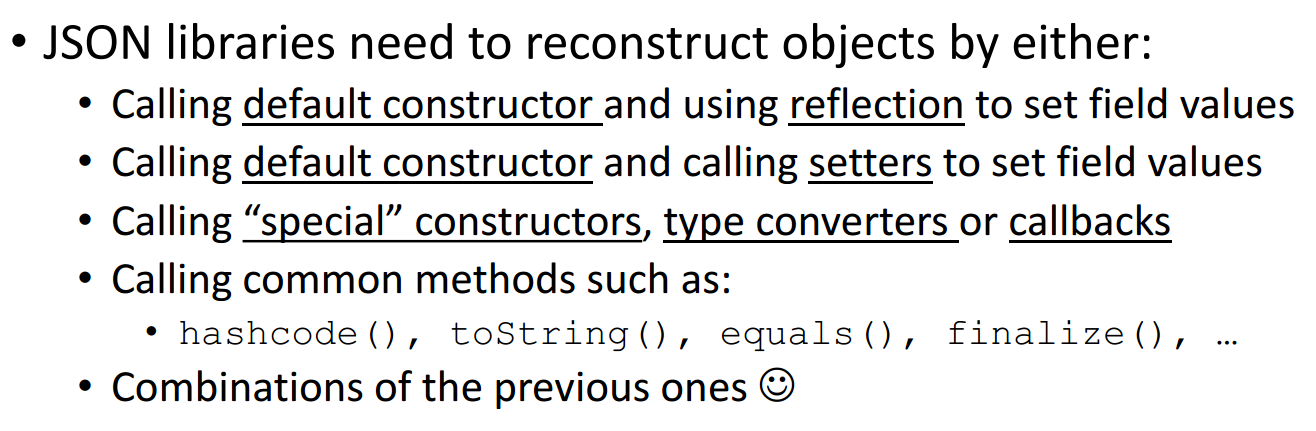 • JSON libraries need to reconstruct objects by either:
• Calling default constructor and using reflection to set field values
• Calling default constructor and calling setters to set field values
• Calling “special” constructors, type converters or callbacks
• Calling common methods such as:
• hashcode(), toString(), equals(), finalize(), …
• Combinations of the previous ones ☺